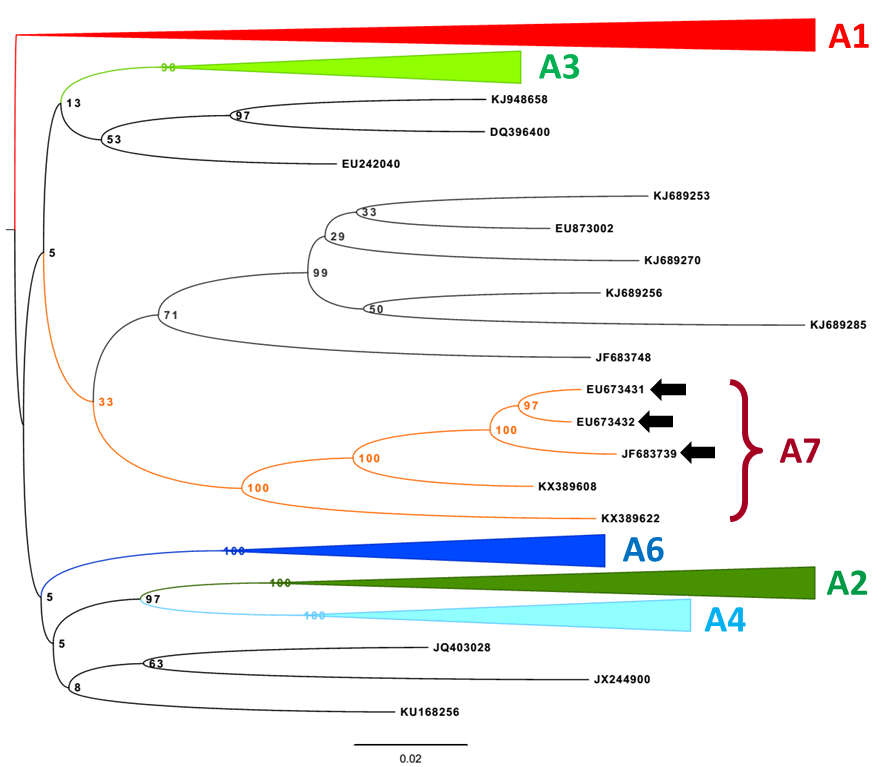 A1
98
A3
KJ948658
13
97
DQ396400
53
EU242040
KJ689253
33
EU873002
29
5
KJ689270
99
KJ689256
50
71
KJ689285
JF683748
EU673431
33
97
EU673432
100
A7
JF683739
100
KX389608
100
KX389622
100
A6
100
A2
5
97
100
A4
5
JQ403028
63
JX244900
8
KU168256
0.02